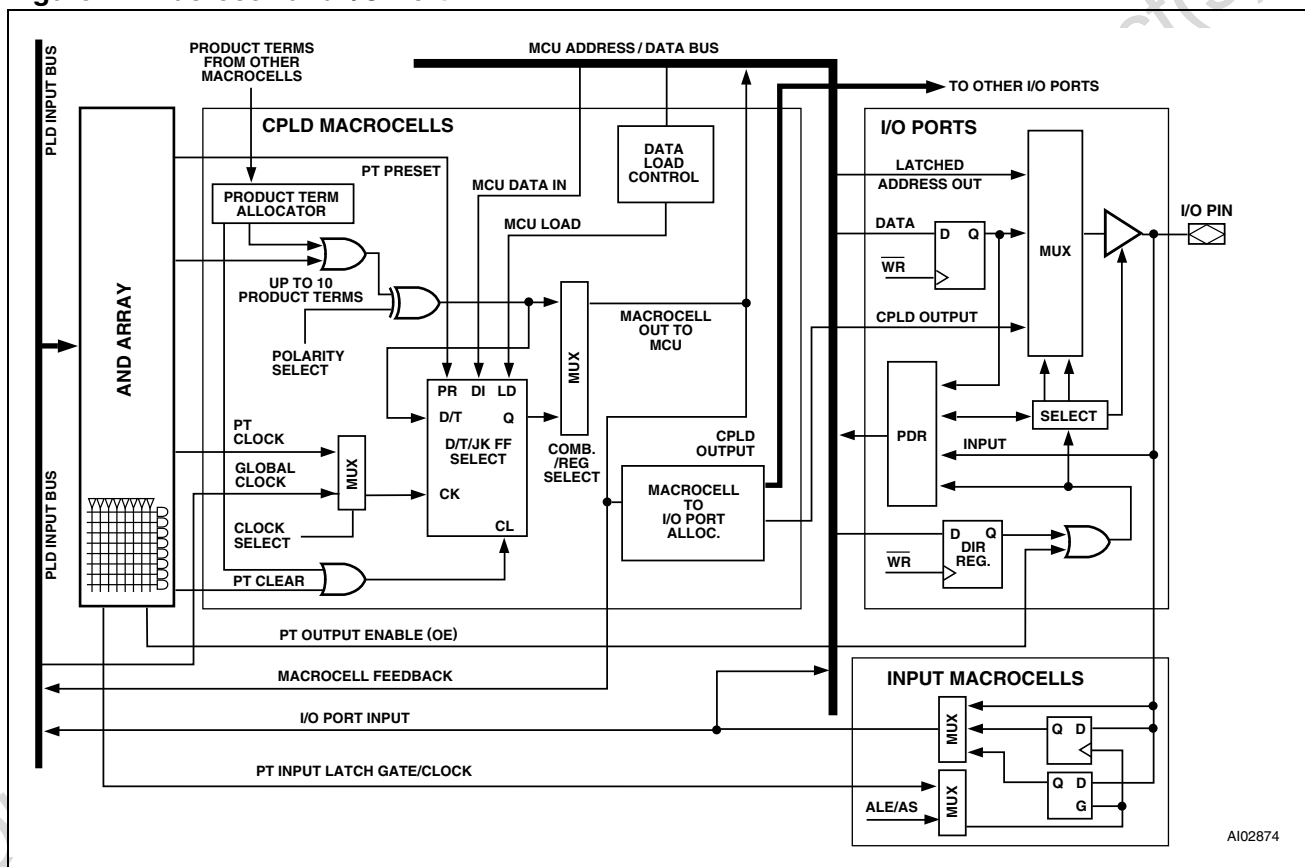 PRODUCT TERMS
FROM OTHER
MACROCELLS
MCU ADDRESS / DATA BUS
TO OTHER I/O PORTS
PLD INPUT BUS
CPLD MACROCELLS
I/O PORTS
DATA
LOAD
CONTROL
PT PRESET
MCU DATA IN
LATCHED
ADDRESS OUT
PRODUCT TERM
ALLOCATOR
MCU LOAD
DATA
D Q
WR
MUX
I/O PIN
UP TO 10
PRODUCT TERMS
POLARITY
SELECT
MACROCELL
OUT TO
MCU
CPLD OUTPUT
AND ARRAY
MUX
PR DI LD
D/T Q
D/T/JK FF
SELECT
CK
CL
COMB.
/REG
SELECT
CPLD
OUTPUT
PDR
SELECT
INPUT
PT
CLOCK
GLOBAL
CLOCK
MUX
CLOCK
SELECT
MACROCELL
TO
I/O PORT
ALLOC.
PLD INPUT BUS
D Q
DIR
REG.
WR
PT CLEAR
PT OUTPUT ENABLE (OE)
MACROCELL FEEDBACK
INPUT MACROCELLS
I/O PORT INPUT
MUX
Q D
PT INPUT LATCH GATE/CLOCK
Q D
G
MUX
ALE/AS
AI02874